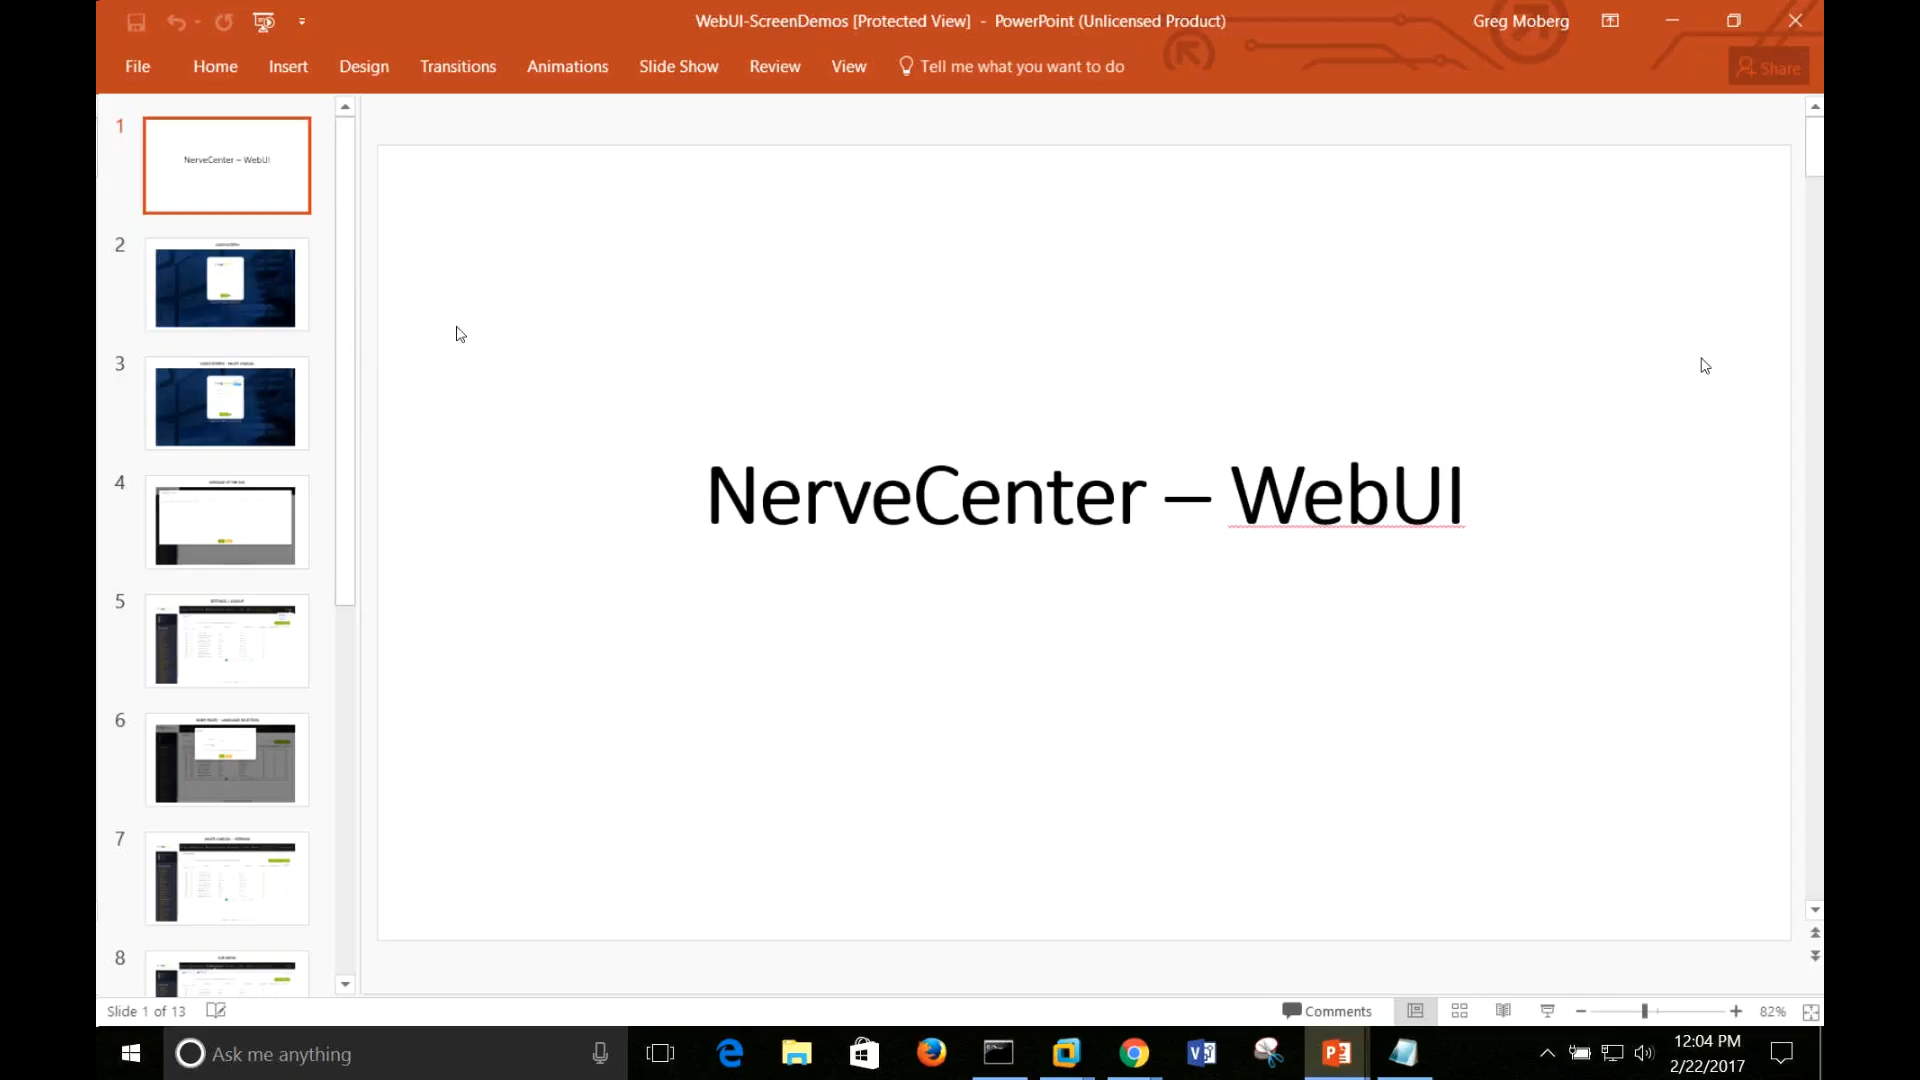 WebUI-ScreenDemos [Protected View] - PowerPoint (Unlicensed Product)
Greg Moberg
File Home Insert Design Transitions Animations Slide Show Review View Tell me what you want to do Share
1
NerveCenter – WebUI
2
3
4
5
6
7
8
NerveCenter – WebUI
Slide 1 of 13
Comments
82%
Ask me anything
12:04 PM
2/22/2017